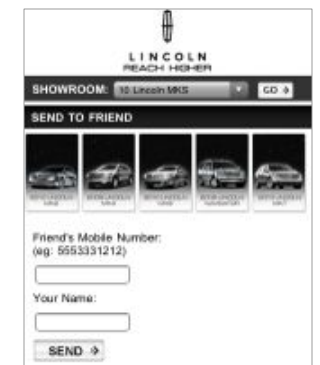 LINCOLN
REACH HIGHER
SHOWROOM: 10 Lincoln MKS GO
SEND TO FRIEND
Friend's Mobile Number:
(eg: 5553331212)
Your Name:
SEND